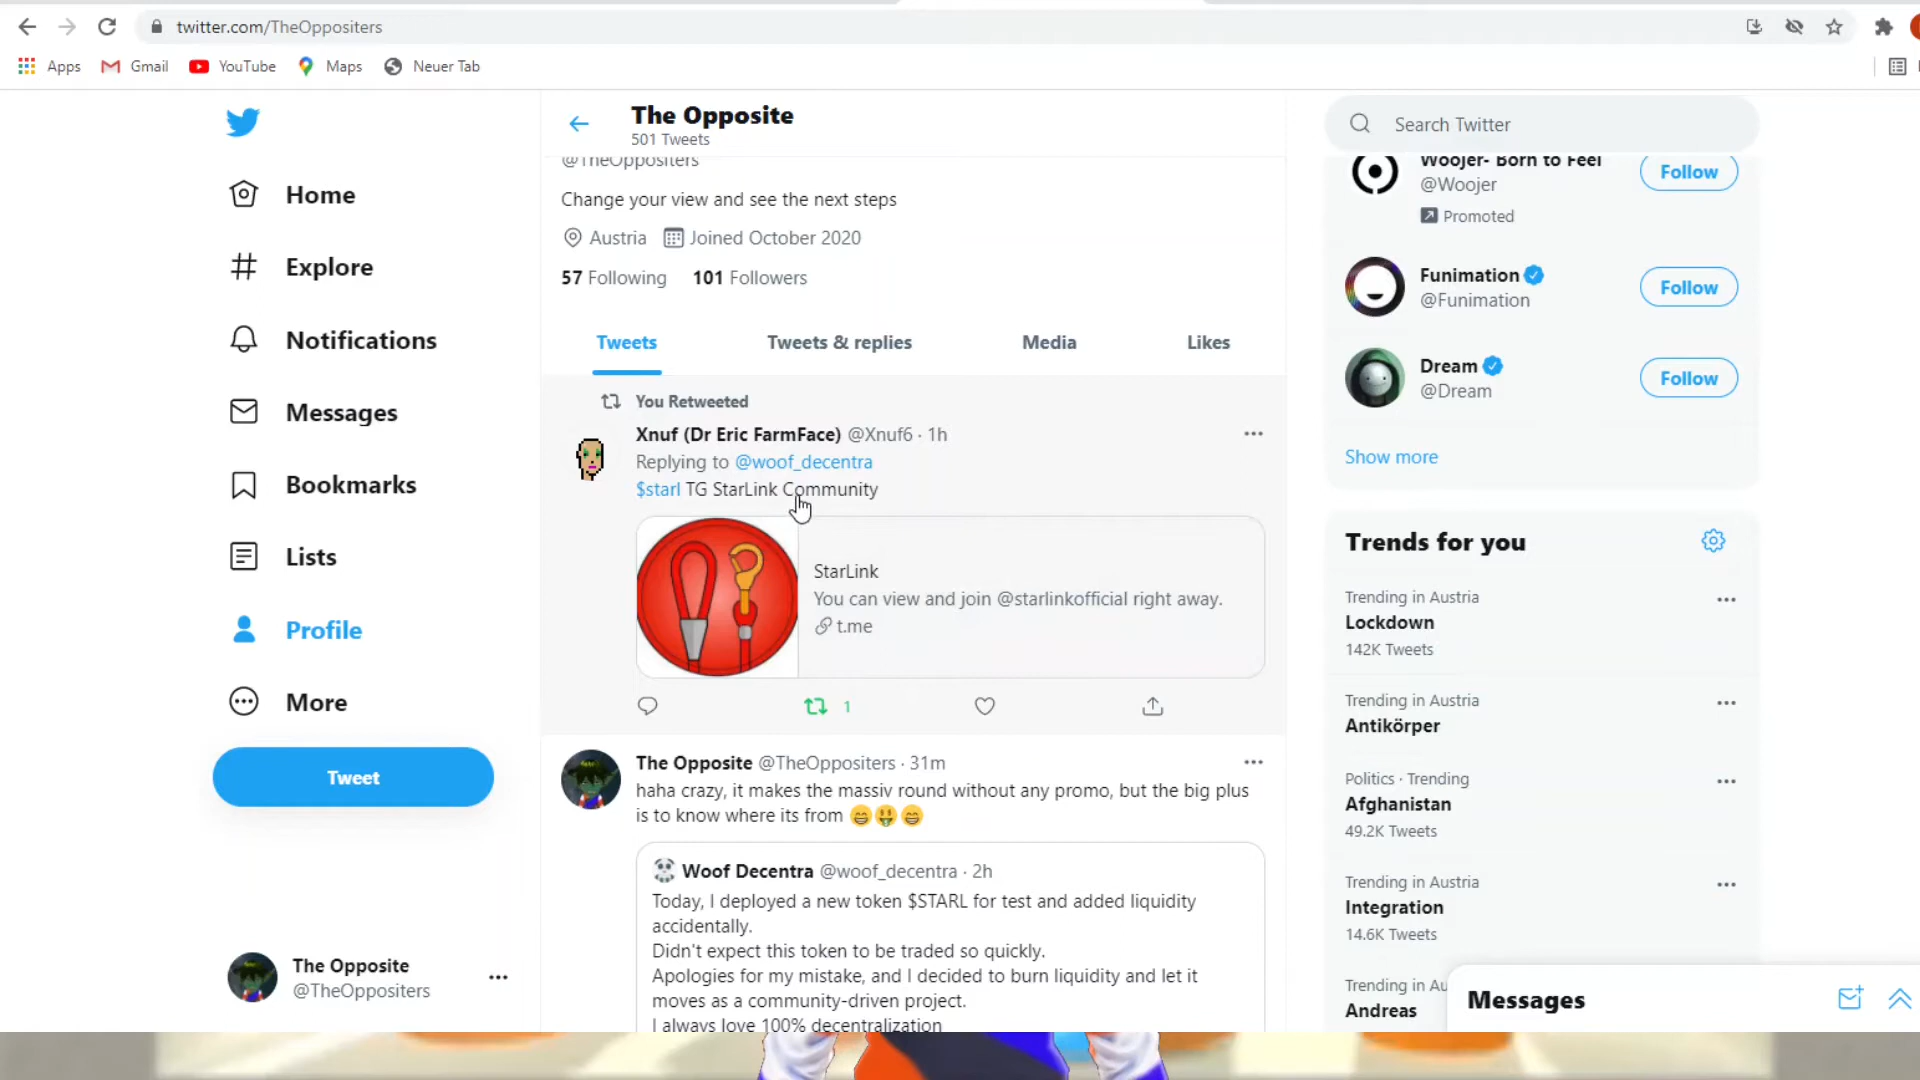 twitter.com/TheOppositers
Apps
Gmail
YouTube
Maps
Neuer Tab
Home
Explore
Notifications
Messages
Bookmarks
Lists
Profile
More
Tweet
The Opposite
@TheOppositers
The Opposite
501 Tweets
@TheOppositers
Change your view and see the next steps
Austria Joined October 2020
57 Following 101 Followers
Tweets Tweets & replies Media Likes
You Retweeted
Xnuf (Dr Eric FarmFace) @Xnuf6 · 1h
Replying to @woof_decentra
$starl TG StarLink Community
StarLink
You can view and join @starlinkofficial right away.
t.me
1
The Opposite @TheOppositers · 31m
haha crazy, it makes the massiv round without any promo, but the big plus
is to know where its from 😁🤑😁
Woof Decentra @woof_decentra · 2h
Today, I deployed a new token $STARL for test and added liquidity
accidentally.
Didn't expect this token to be traded so quickly.
Apologies for my mistake, and I decided to burn liquidity and let it
moves as a community-driven project.
I always love 100% decentralization
Search Twitter
Woojer- Born to Feel
@Woojer
Promoted
Follow
Funimation
@Funimation
Follow
Dream
@Dream
Follow
Show more
Trends for you
Trending in Austria
Lockdown
142K Tweets
Trending in Austria
Antikörper
Politics · Trending
Afghanistan
49.2K Tweets
Trending in Austria
Integration
14.6K Tweets
Trending in Au
Andreas
Messages